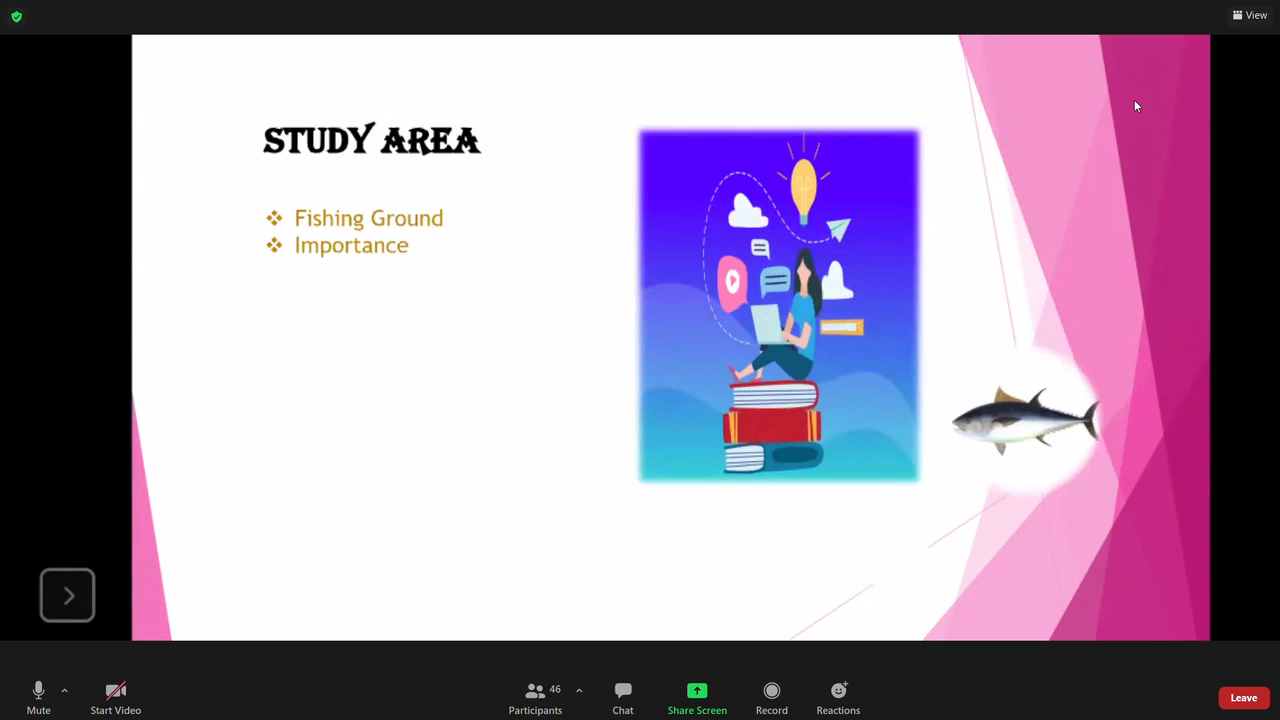 View
STUDY AREA
❖ Fishing Ground
❖ Importance
46
Mute
Start Video
Participants
Chat
Share Screen
Record
Reactions
Leave